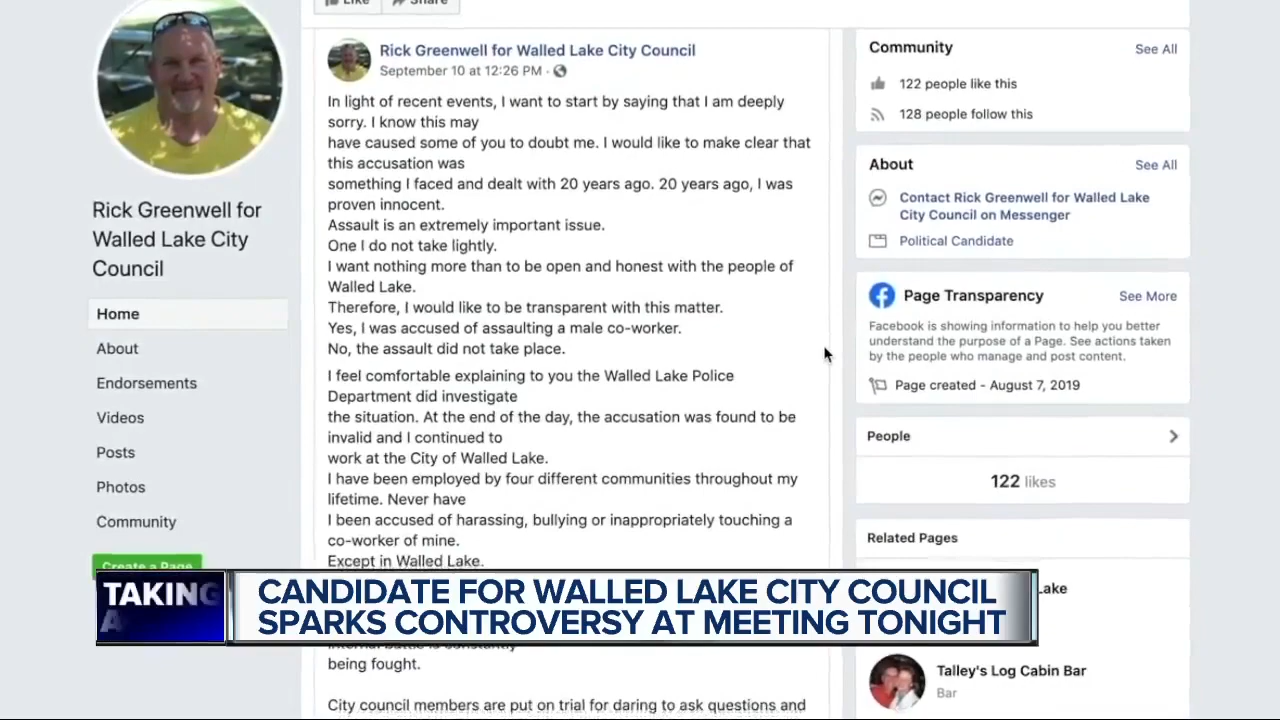 Like Share
Rick Greenwell for Walled Lake City Council
September 10 at 12:26 PM ·
In light of recent events, I want to start by saying that I am deeply
sorry. I know this may
have caused some of you to doubt me. I would like to make clear that
this accusation was
something I faced and dealt with 20 years ago. 20 years ago, I was
proven innocent.
Assault is an extremely important issue.
One I do not take lightly.
I want nothing more than to be open and honest with the people of
Walled Lake.
Therefore, I would like to be transparent with this matter.
Yes, I was accused of assaulting a male co-worker.
No, the assault did not take place.
I feel comfortable explaining to you the Walled Lake Police
Department did investigate
the situation. At the end of the day, the accusation was found to be
invalid and I continued to
work at the City of Walled Lake.
I have been employed by four different communities throughout my
lifetime. Never have
I been accused of harassing, bullying or inappropriately touching a
co-worker of mine.
Except in Walled Lake.
internal battle is constantly
being fought.
City council members are put on trial for daring to ask questions and
Rick Greenwell for
Walled Lake City
Council
Home
About
Endorsements
Videos
Posts
Photos
Community
Create a Page
Community See All
122 people like this
128 people follow this
About See All
Contact Rick Greenwell for Walled Lake
City Council on Messenger
Political Candidate
Page Transparency See More
Facebook is showing information to help you better
understand the purpose of a Page. See actions taken
by the people who manage and post content.
Page created - August 7, 2019
People
122 likes
Related Pages
Lake
Talley's Log Cabin Bar
Bar
TAKING
A
CANDIDATE FOR WALLED LAKE CITY COUNCIL
SPARKS CONTROVERSY AT MEETING TONIGHT